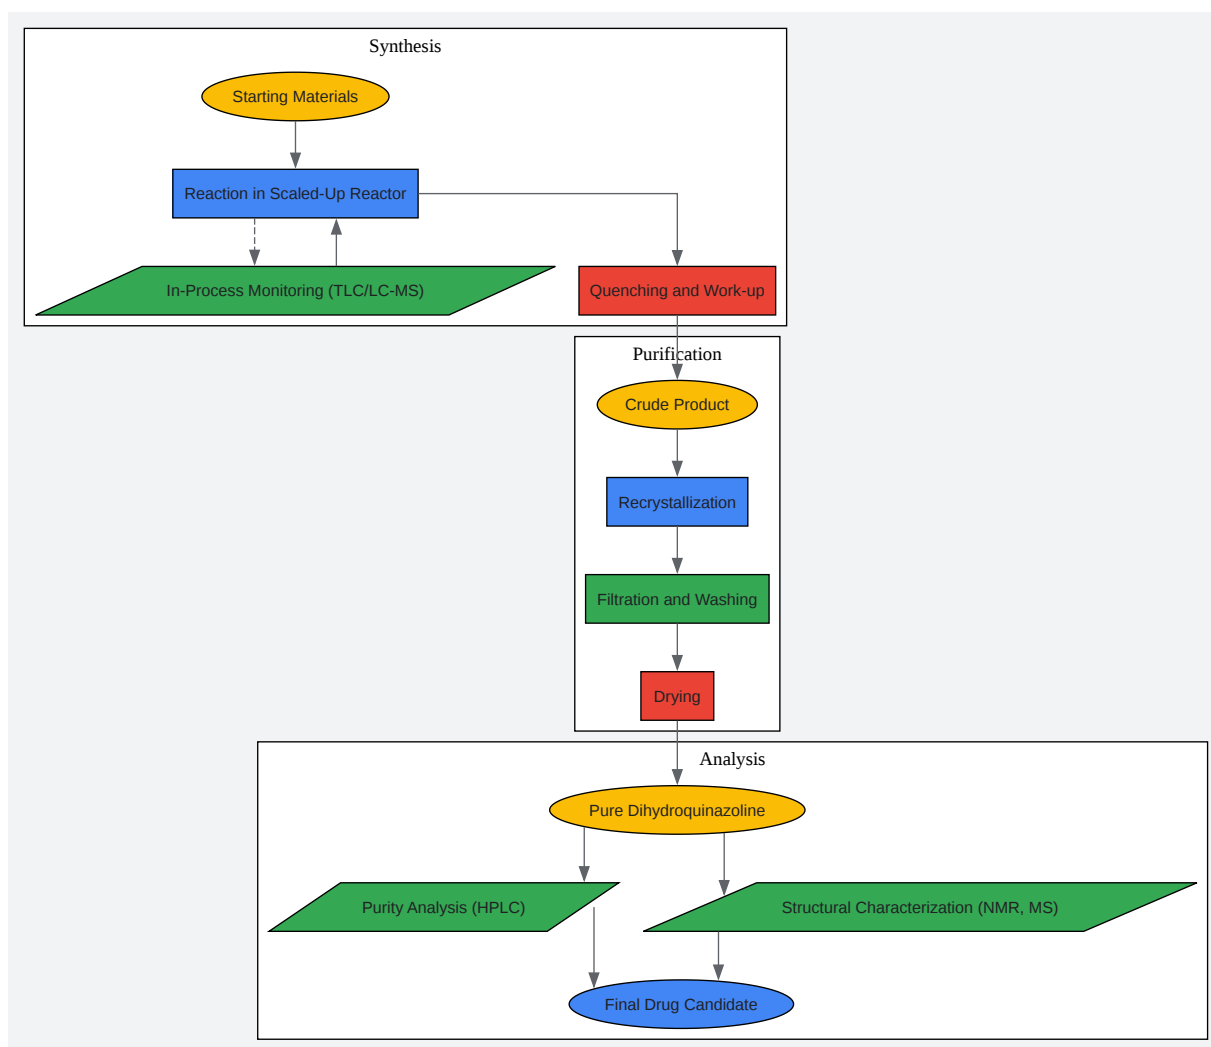 Synthesis
Starting Materials
Reaction in Scaled-Up Reactor
In-Process Monitoring (TLC/LC-MS)
Quenching and Work-up
Purification
Crude Product
Recrystallization
Filtration and Washing
Drying
Analysis
Pure Dihydroquinazoline
Purity Analysis (HPLC)
Structural Characterization (NMR, MS)
Final Drug Candidate